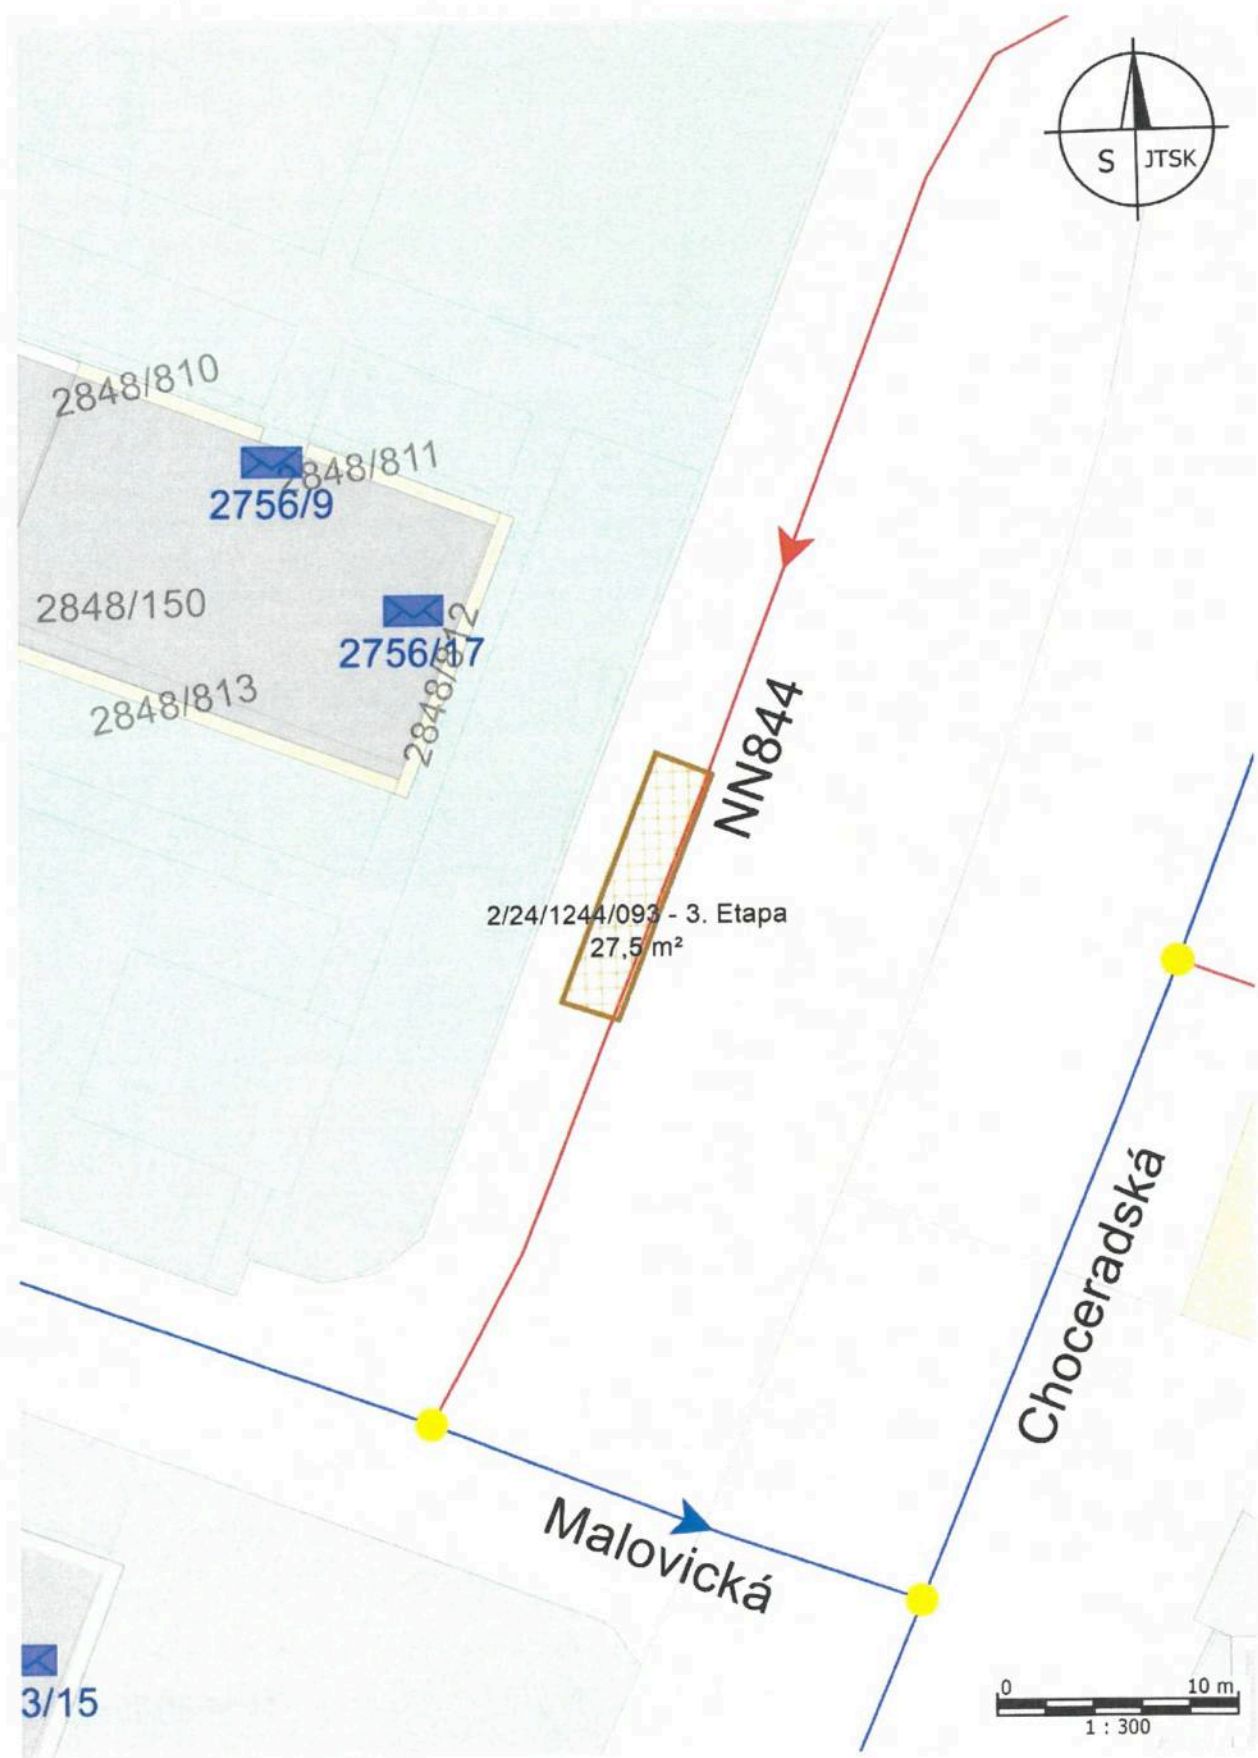 S JTSK
2848/810
2848/811
2756/9
2848/150
2756/17
2848/812
2848/813
NN844
2/24/1244/093 - 3. Etapa
27,5 m²
Choceradská
Malovická
3/15
0 10 m
1 : 300